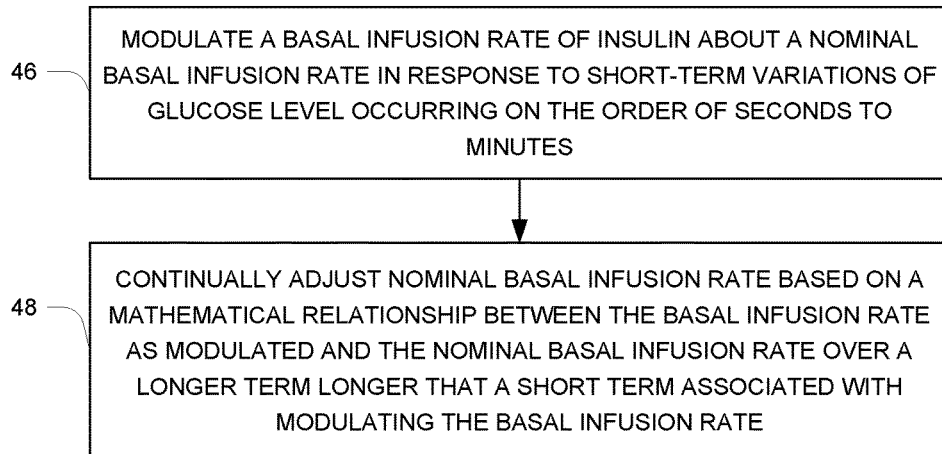 46
MODULATE A BASAL INFUSION RATE OF INSULIN ABOUT A NOMINAL
BASAL INFUSION RATE IN RESPONSE TO SHORT-TERM VARIATIONS OF
GLUCOSE LEVEL OCCURRING ON THE ORDER OF SECONDS TO
MINUTES
48
CONTINUALLY ADJUST NOMINAL BASAL INFUSION RATE BASED ON A
MATHEMATICAL RELATIONSHIP BETWEEN THE BASAL INFUSION RATE
AS MODULATED AND THE NOMINAL BASAL INFUSION RATE OVER A
LONGER TERM LONGER THAT A SHORT TERM ASSOCIATED WITH
MODULATING THE BASAL INFUSION RATE